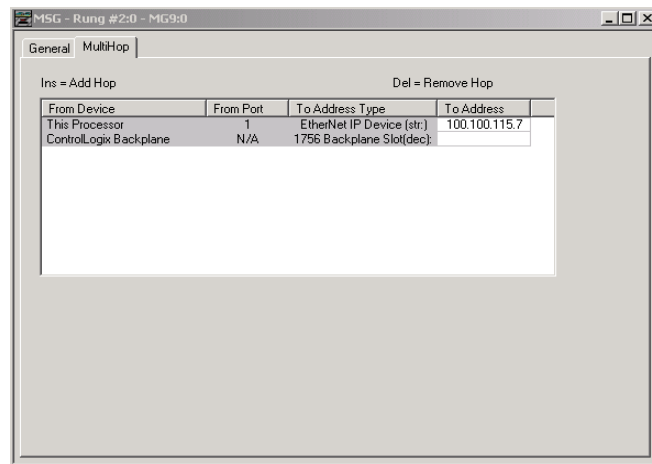 MSG - Rung #2:0 - MG9:0
General MultiHop
Ins = Add Hop Del = Remove Hop
From Device From Port To Address Type To Address
This Processor 1 EtherNet IP Device (str:) 100.100.115.7
ControlLogix Backplane N/A 1756 Backplane Slot(dec):